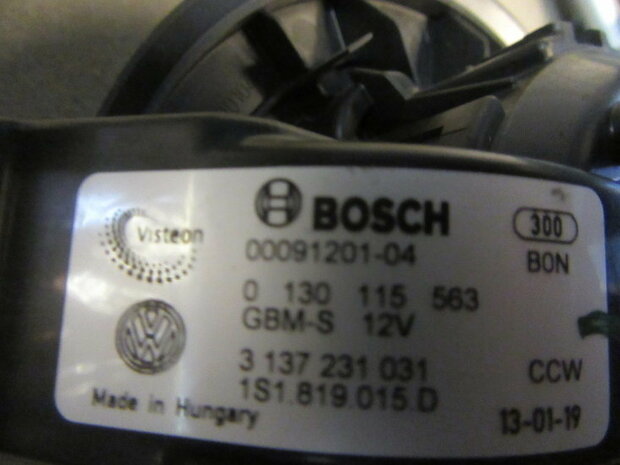 Visteon
BOSCH
00091201-04
300
BON
0 130 115 563
GBM-S 12V
3 137 231 031
CCW
1S1.819.015.D
Made in Hungary
13-01-19